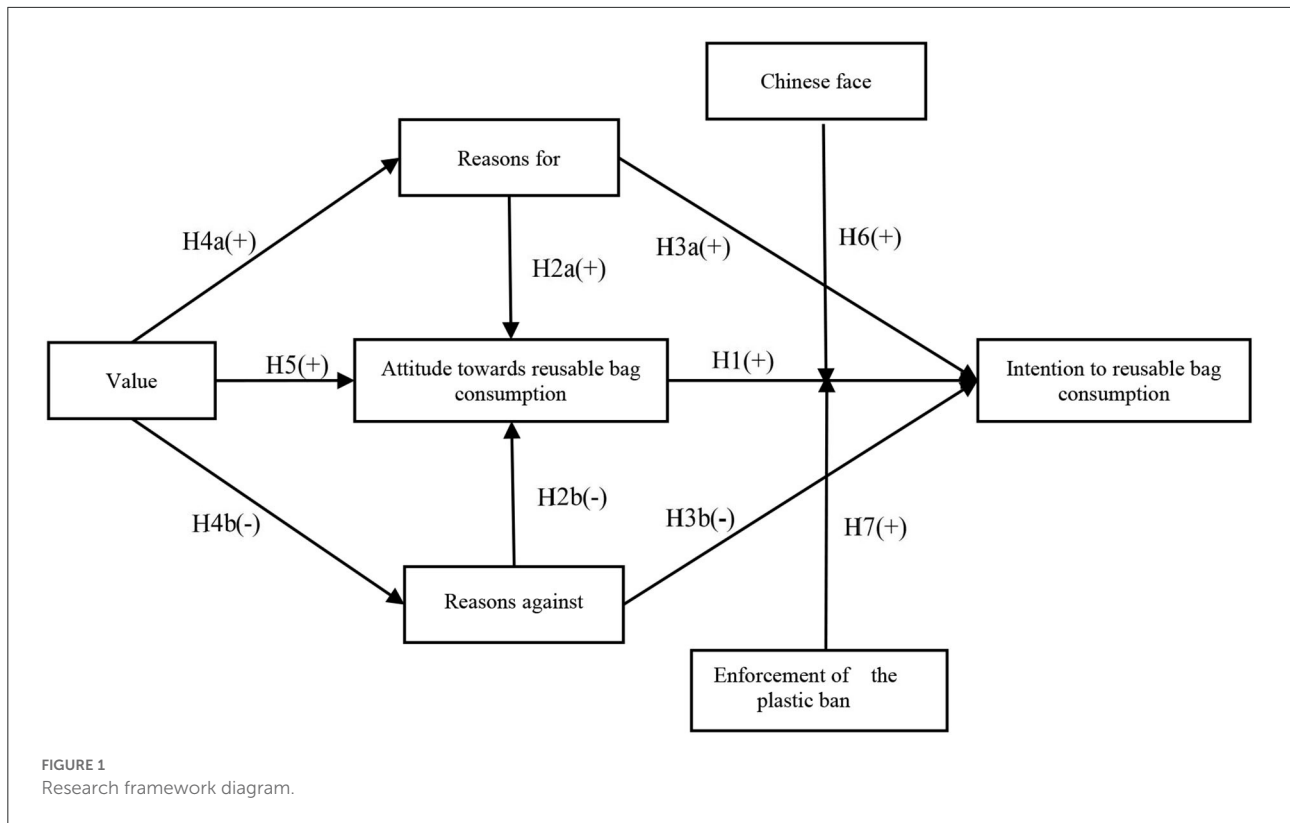 Chinese face
Reasons for
H4a(+)
H3a(+)
H6(+)
H2a(+)
Value
H5(+)
Attitude towards reusable bag
consumption
H1(+)
Intention to reusable bag
consumption
H4b(-)
H2b(-)
H3b(-)
H7(+)
Reasons against
Enforcement of the
plastic ban
FIGURE 1
Research framework diagram.